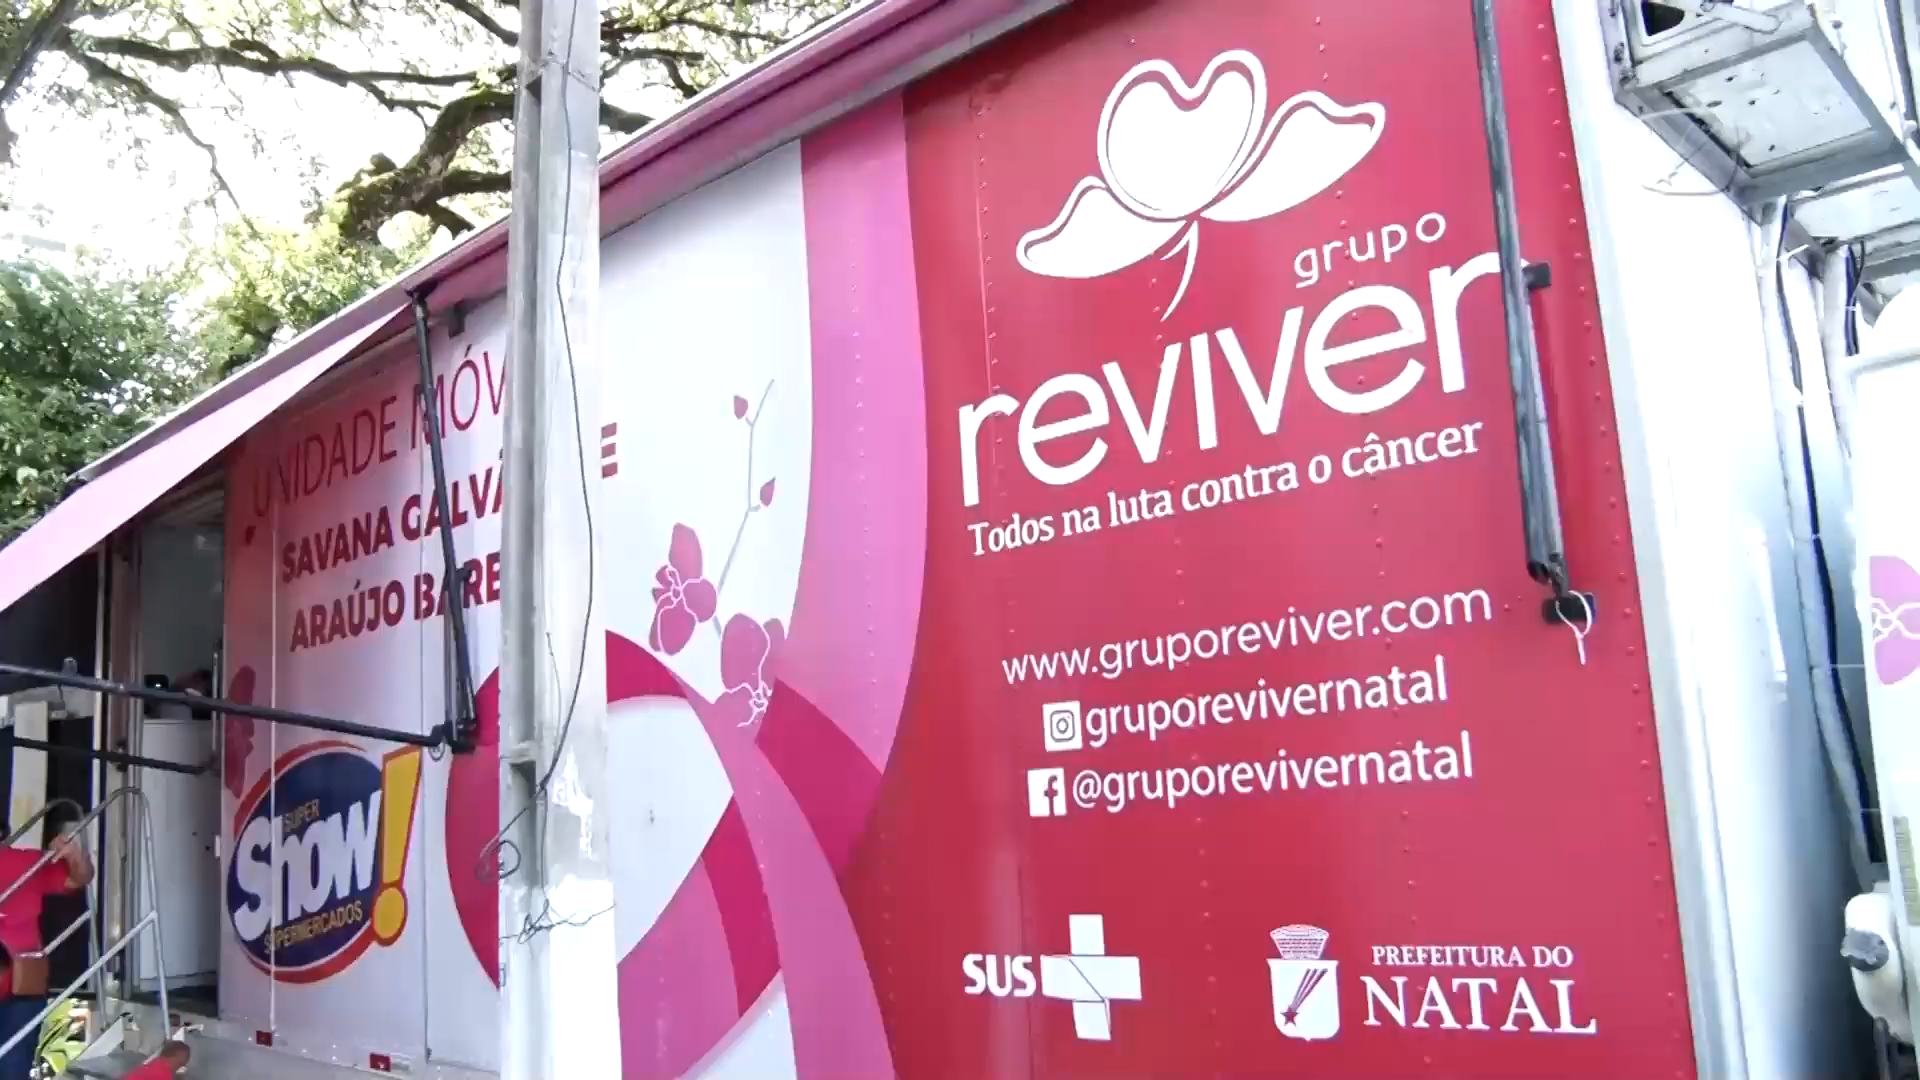 UNIDADE MÓV
SAVANA GALVÃ
ARAÚJO BARE
SUPER
Show!
SUPERMERCADOS
grupo
reviver
Todos na luta contra o câncer
www.gruporeviver.com
gruporevivernatal
@gruporevivernatal
SUS
PREFEITURA DO
NATAL